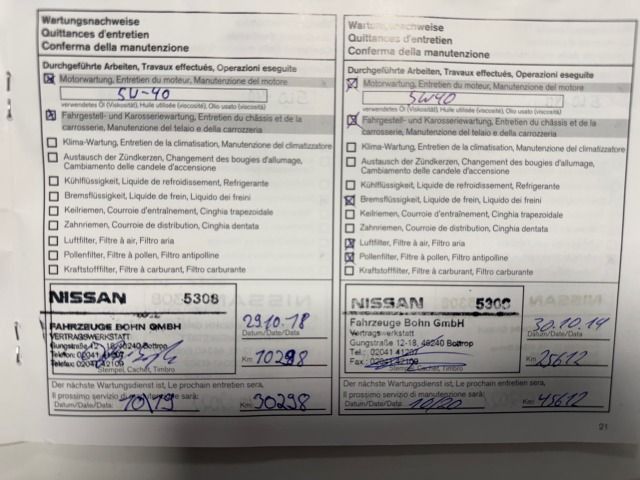 Wartungsnachweise
Quittances d'entretien
Conferma della manutenzione
Durchgeführte Arbeiten, Travaux effectués, Operazioni eseguite
Motorwartung, Entretien du moteur, Manutenzione del motore
5W-40
verwendetes Öl (Viskosität), Huile utilisée (viscosité), Olio usato (viscosità)
Fahrgestell- und Karosseriewartung, Entretien du châssis et de la
carrosserie, Manutenzione del telaio e della carrozzeria
Klima-Wartung, Entretien de la climatisation, Manutenzione del climatizzatore
Austausch der Zündkerzen, Changement des bougies d'allumage,
Cambiamento delle candele d'accensione
Kühlflüssigkeit, Liquide de refroidissement, Refrigerante
Bremsflüssigkeit, Liquide de frein, Liquido dei freini
Keilriemen, Courroie d'entraînement, Cinghia trapezoidale
Zahnriemen, Courroie de distribution, Cinghia dentata
Luftfilter, Filtre à air, Filtro aria
Pollenfilter, Filtre à pollen, Filtro antipolline
Kraftstofffilter, Filtre à carburant, Filtro carburante
NISSAN 5308
FAHRZEUGE BOHN GMBH
VERTRAGSWERKSTATT
Bottrop
Stempel, Cachet, Timbro
29.10.18
Datum/Date/Data
Km 10298
Der nächste Wartungsdienst ist, Le prochain entretien sera,
Il prossimo servizio di manutenzione sarà:
Datum/Date/Data: 10/19 Km 30298
Wartungsnachweise
Quittances d'entretien
Conferma della manutenzione
Durchgeführte Arbeiten, Travaux effectués, Operazioni eseguite
Motorwartung, Entretien du moteur, Manutenzione del motore
5W40
verwendetes Öl (Viskosität), Huile utilisée (viscosité), Olio usato (viscosità)
Fahrgestell- und Karosseriewartung, Entretien du châssis et de la
carrosserie, Manutenzione del telaio e della carrozzeria
Klima-Wartung, Entretien de la climatisation, Manutenzione del climatizzatore
Austausch der Zündkerzen, Changement des bougies d'allumage,
Cambiamento delle candele d'accensione
Kühlflüssigkeit, Liquide de refroidissement, Refrigerante
Bremsflüssigkeit, Liquide de frein, Liquido dei freini
Keilriemen, Courroie d'entraînement, Cinghia trapezoidale
Zahnriemen, Courroie de distribution, Cinghia dentata
Luftfilter, Filtre à air, Filtro aria
Pollenfilter, Filtre à pollen, Filtro antipolline
Kraftstofffilter, Filtre à carburant, Filtro carburante
NISSAN
Fahrzeuge Bohn GmbH
Vertragswerkstatt
Gungstraße 12-18, 46240 Bottrop
Tel.: 02041 41207
Fax: 02041 42109
Stempel, Cachet, Timbro
30.10.19
Datum/Date/Data
Km 25612
Der nächste Wartungsdienst ist, Le prochain entretien sera,
Il prossimo servizio di manutenzione sarà:
Datum/Date/Data: 10/20 Km 45612
21